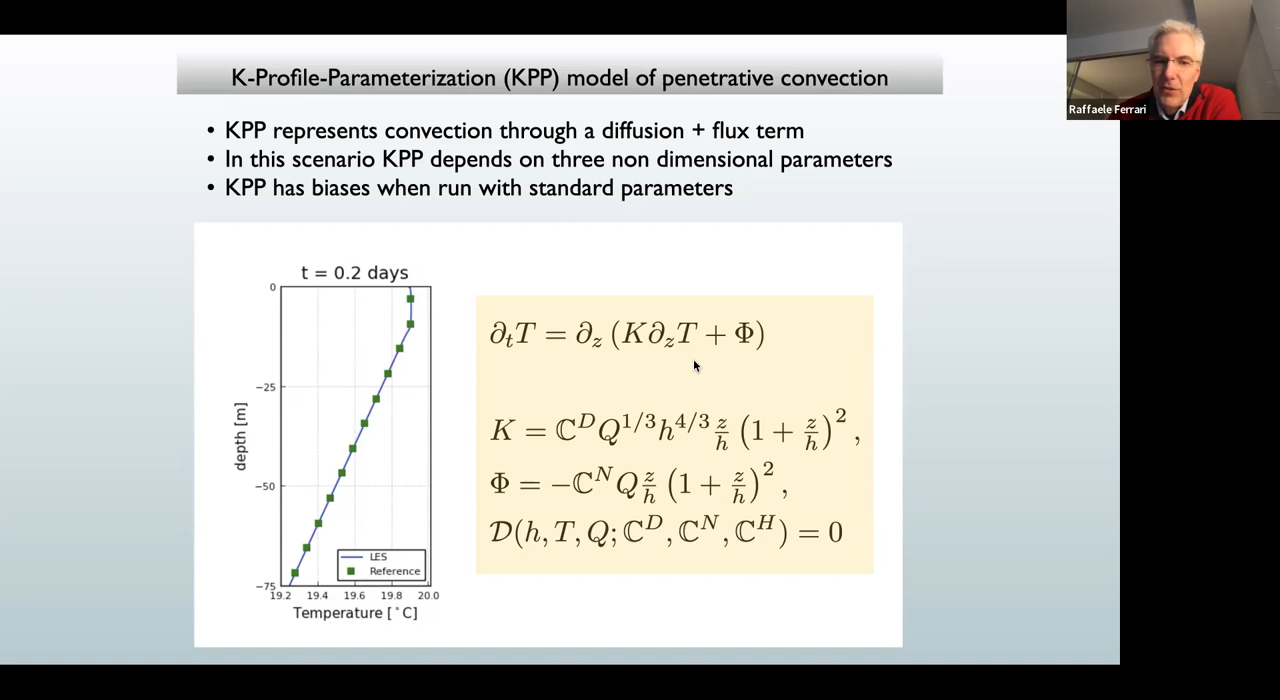 K-Profile-Parameterization (KPP) model of penetrative convection
Raffaele Ferrari
• KPP represents convection through a diffusion + flux term
• In this scenario KPP depends on three non dimensional parameters
• KPP has biases when run with standard parameters
t = 0.2 days
0
−25
−50
−75
depth [m]
19.2 19.4 19.6 19.8 20.0
Temperature [°C]
LES
Reference
∂ₜT = ∂_z (K∂_zT + Φ)
K = ℂ^D Q^{1/3} h^{4/3} z/h (1 + z/h)^2 ,
Φ = −ℂ^N Q z/h (1 + z/h)^2 ,
𝒟(h, T, Q; ℂ^D, ℂ^N, ℂ^H) = 0